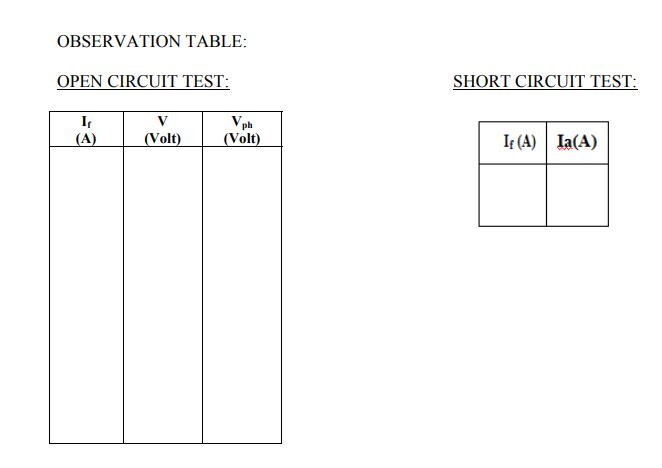 OBSERVATION TABLE:
OPEN CIRCUIT TEST:
SHORT CIRCUIT TEST:
If (A)
V (Volt)
Vph (Volt)
If (A)
Ia(A)